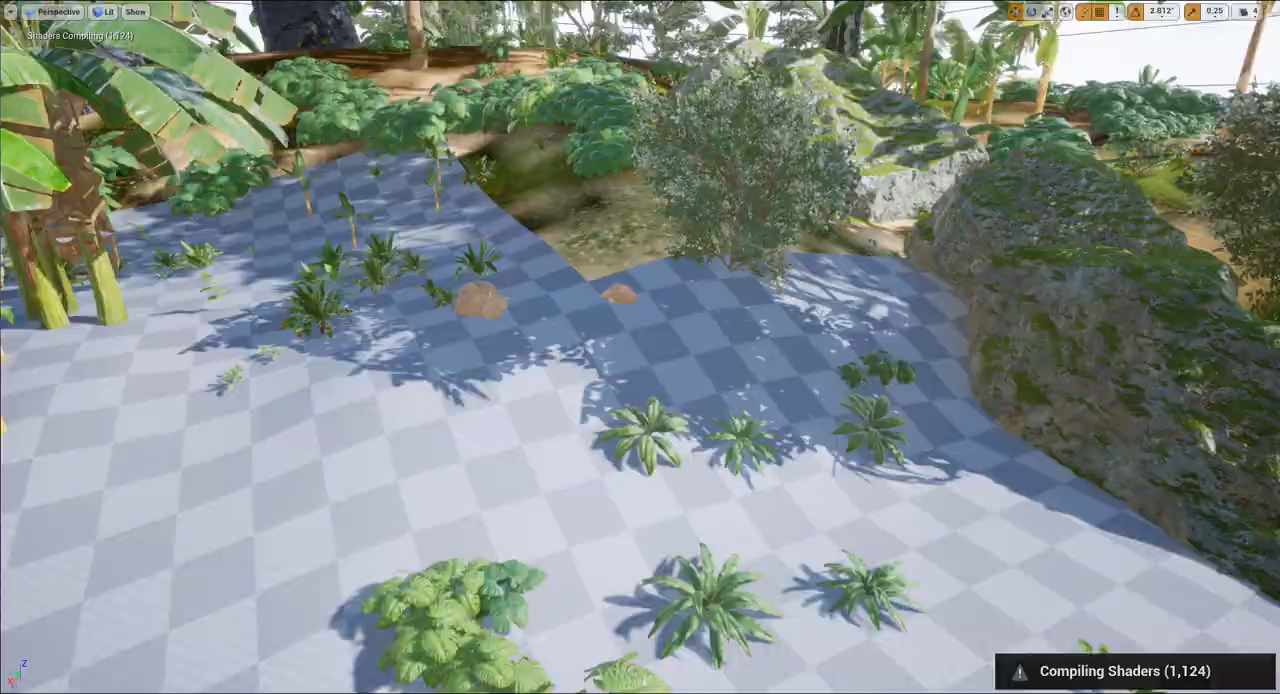 Perspective Lit Show 2.812° 0.25 4
Shaders Compiling (1,124)
Z
X
Compiling Shaders (1,124)